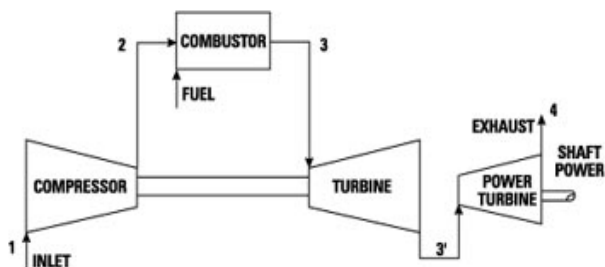 2
COMBUSTOR
3
FUEL
4
EXHAUST
SHAFT
POWER
COMPRESSOR
TURBINE
POWER
TURBINE
1
INLET
3'